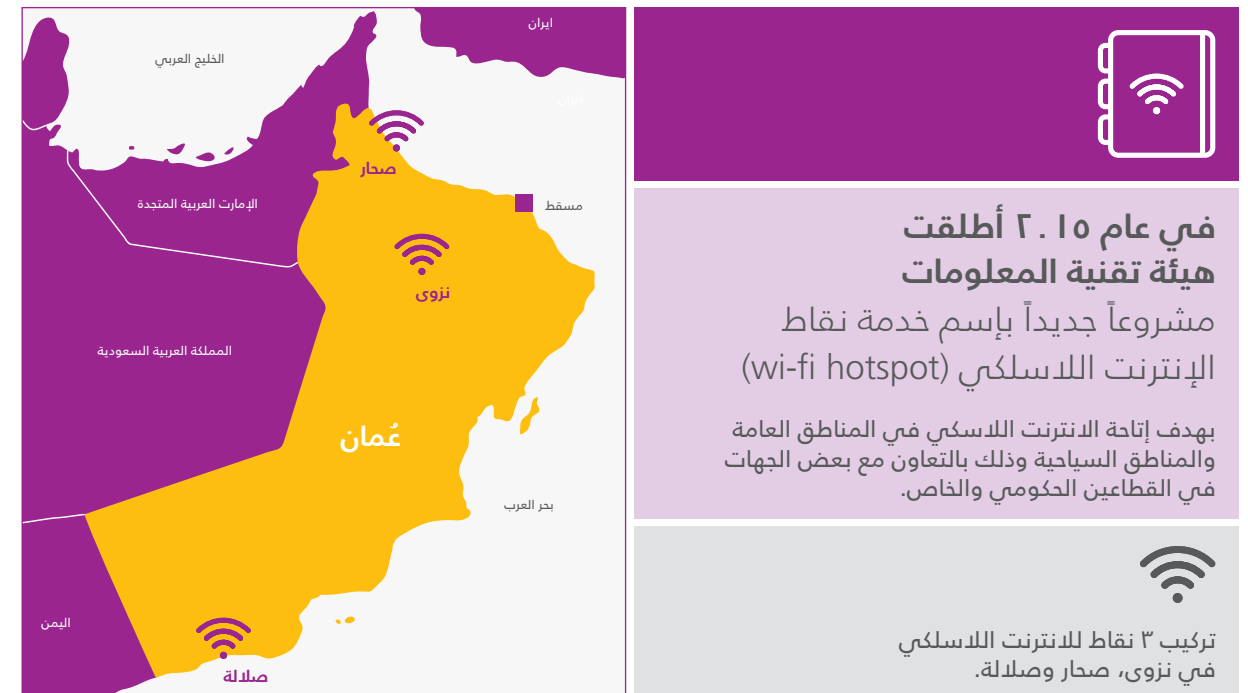 في عام ٢٠١٥ أطلقت
هيئة تقنية المعلومات
مشروعاً جديداً بإسم خدمة نقاط
الإنترنت اللاسلكي (wi-fi hotspot)
بهدف إتاحة الانترنت اللاسكي في المناطق العامة
والمناطق السياحية وذلك بالتعاون مع بعض الجهات
في القطاعين الحكومي والخاص.
تركيب ٣ نقاط للانترنت اللاسلكي
في نزوى، صحار وصلالة.
ايران
الخليج العربي
ايران
صحار
الإمارت العربية المتجدة
مسقط
نزوى
المملكة العربية السعودية
عُمان
بحر العرب
اليمن
صلالة